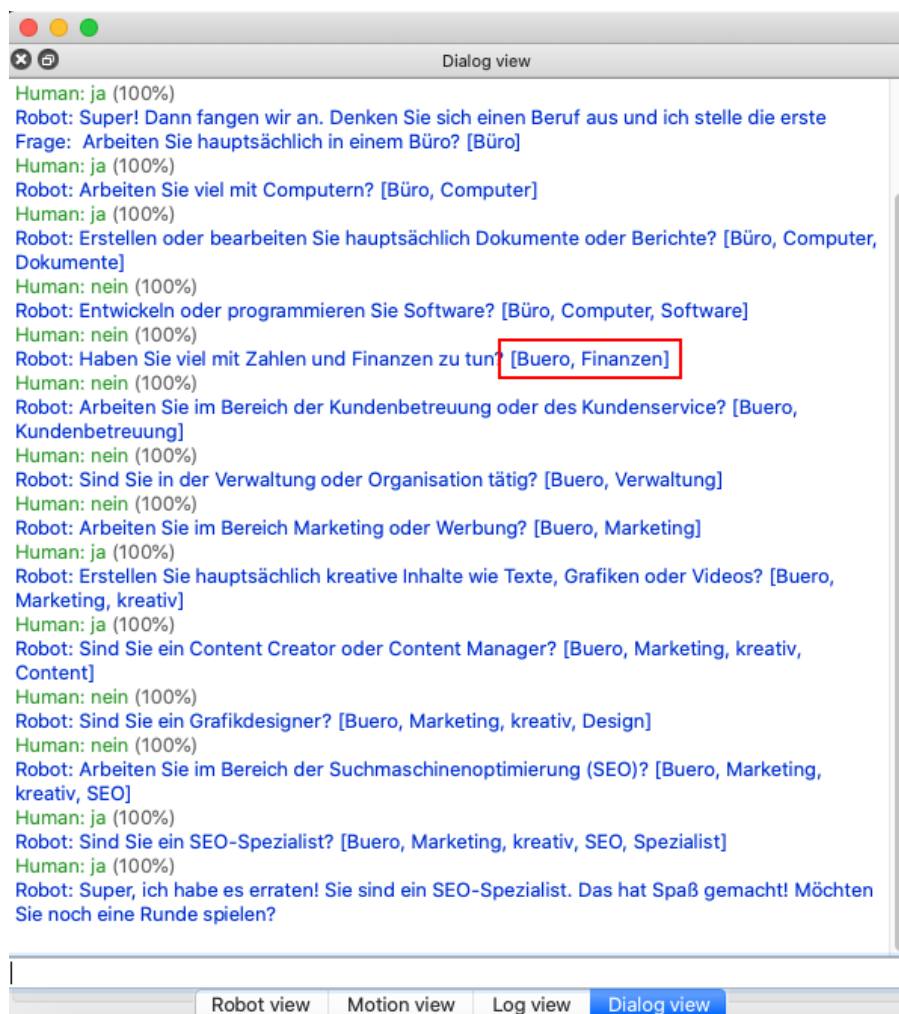 Dialog view
Human: ja (100%)
Robot: Super! Dann fangen wir an. Denken Sie sich einen Beruf aus und ich stelle die erste
Frage:  Arbeiten Sie hauptsächlich in einem Büro? [Büro]
Human: ja (100%)
Robot: Arbeiten Sie viel mit Computern? [Büro, Computer]
Human: ja (100%)
Robot: Erstellen oder bearbeiten Sie hauptsächlich Dokumente oder Berichte? [Büro, Computer,
Dokumente]
Human: nein (100%)
Robot: Entwickeln oder programmieren Sie Software? [Büro, Computer, Software]
Human: nein (100%)
Robot: Haben Sie viel mit Zahlen und Finanzen zu tun? [Buero, Finanzen]
Human: nein (100%)
Robot: Arbeiten Sie im Bereich der Kundenbetreuung oder des Kundenservice? [Buero,
Kundenbetreuung]
Human: nein (100%)
Robot: Sind Sie in der Verwaltung oder Organisation tätig? [Buero, Verwaltung]
Human: nein (100%)
Robot: Arbeiten Sie im Bereich Marketing oder Werbung? [Buero, Marketing]
Human: ja (100%)
Robot: Erstellen Sie hauptsächlich kreative Inhalte wie Texte, Grafiken oder Videos? [Buero,
Marketing, kreativ]
Human: ja (100%)
Robot: Sind Sie ein Content Creator oder Content Manager? [Buero, Marketing, kreativ,
Content]
Human: nein (100%)
Robot: Sind Sie ein Grafikdesigner? [Buero, Marketing, kreativ, Design]
Human: nein (100%)
Robot: Arbeiten Sie im Bereich der Suchmaschinenoptimierung (SEO)? [Buero, Marketing,
kreativ, SEO]
Human: ja (100%)
Robot: Sind Sie ein SEO-Spezialist? [Buero, Marketing, kreativ, SEO, Spezialist]
Human: ja (100%)
Robot: Super, ich habe es erraten! Sie sind ein SEO-Spezialist. Das hat Spaß gemacht! Möchten
Sie noch eine Runde spielen?
Robot view Motion view Log view Dialog view